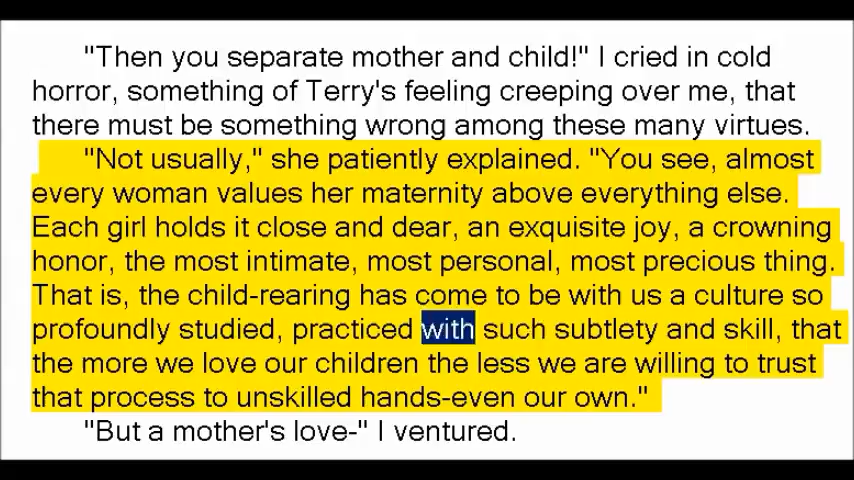 "Then you separate mother and child!" I cried in cold
horror, something of Terry's feeling creeping over me, that
there must be something wrong among these many virtues.
"Not usually," she patiently explained. "You see, almost
every woman values her maternity above everything else.
Each girl holds it close and dear, an exquisite joy, a crowning
honor, the most intimate, most personal, most precious thing.
That is, the child-rearing has come to be with us a culture so
profoundly studied, practiced with such subtlety and skill, that
the more we love our children the less we are willing to trust
that process to unskilled hands-even our own."
"But a mother's love-" I ventured.